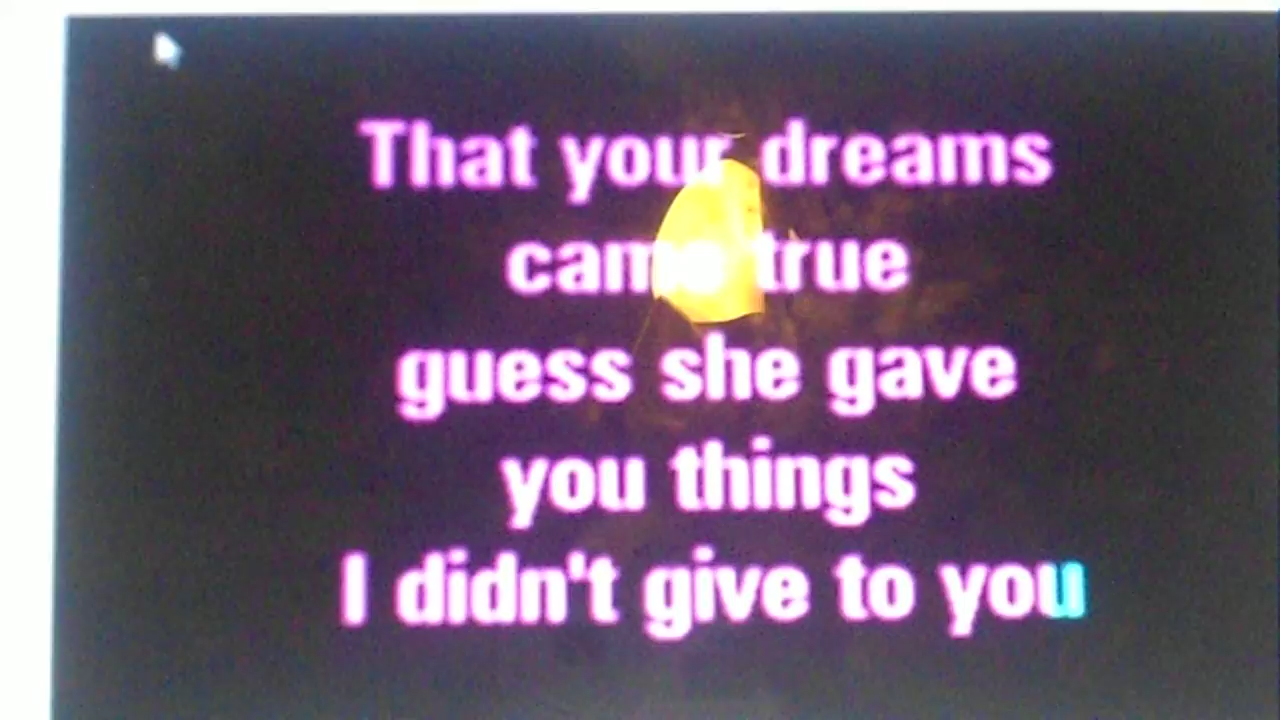 That your dreams
came true
guess she gave
you things
I didn't give to you